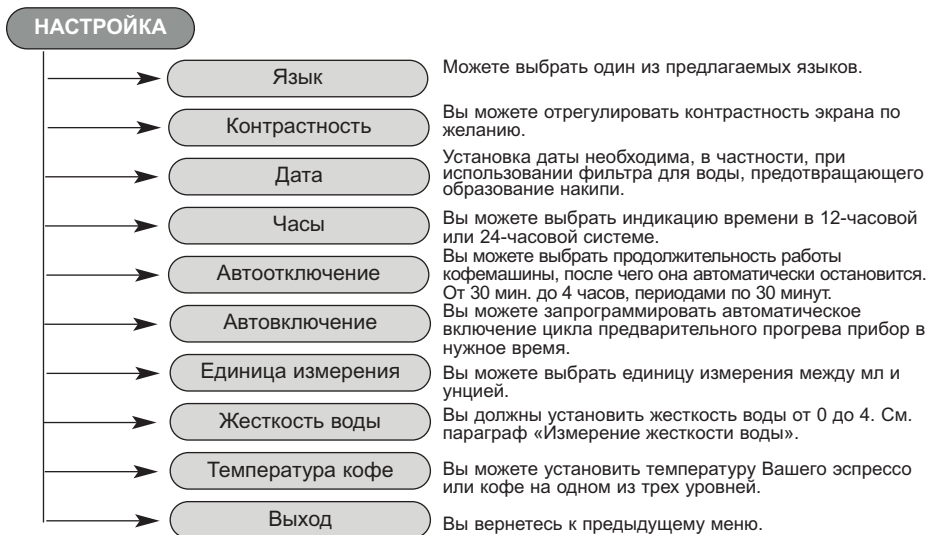 НАСТРОЙКА
Язык
Можете выбрать один из предлагаемых языков.
Контрастность
Вы можете отрегулировать контрастность экрана по
желанию.
Дата
Установка даты необходима, в частности, при
использовании фильтра для воды, предотвращающего
образование накипи.
Часы
Вы можете выбрать индикацию времени в 12-часовой
или 24-часовой системе.
Автоотключение
Вы можете выбрать продолжительность работы
кофемашины, после чего она автоматически остановится.
От 30 мин. до 4 часов, периодами по 30 минут.
Автовключение
Вы можете запрограммировать автоматическое
включение цикла предварительного прогрева прибор в
нужное время.
Единица измерения
Вы можете выбрать единицу измерения между мл и
унцией.
Жесткость воды
Вы должны установить жесткость воды от 0 до 4. См.
параграф «Измерение жесткости воды».
Температура кофе
Вы можете установить температуру Вашего эспрессо
или кофе на одном из трех уровней.
Выход
Вы вернетесь к предыдущему меню.